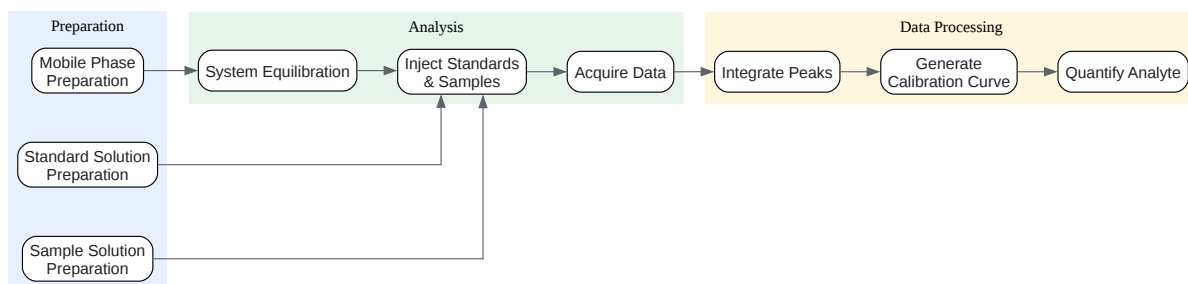 Preparation
Mobile Phase
Preparation
Standard Solution
Preparation
Sample Solution
Preparation
Analysis
System Equilibration
Inject Standards
& Samples
Acquire Data
Data Processing
Integrate Peaks
Generate
Calibration Curve
Quantify Analyte